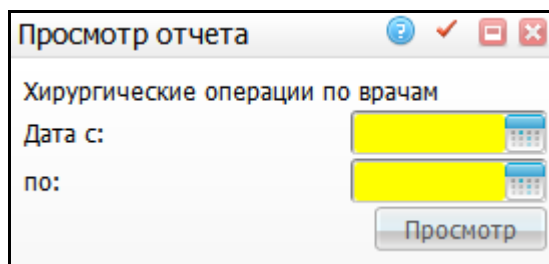 Просмотр отчета
Хирургические операции по врачам
Дата с:
по:
Просмотр